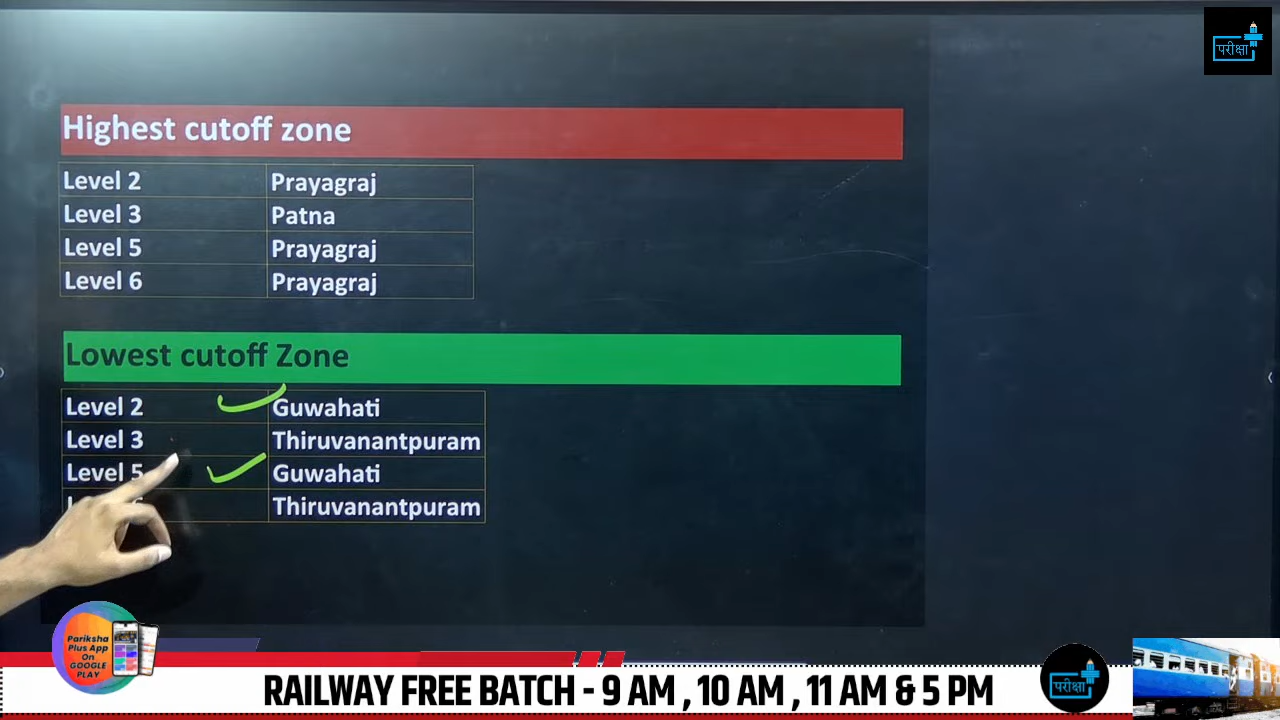 परीक्षा
Highest cutoff zone
Level 2 Prayagraj
Level 3 Patna
Level 5 Prayagraj
Level 6 Prayagraj
Lowest cutoff Zone
Level 2 Guwahati
Level 3 Thiruvanantpuram
Level 5 Guwahati
Thiruvanantpuram
Pariksha
Plus App
On
GOOGLE
PLAY
RAILWAY FREE BATCH - 9 AM , 10 AM , 11 AM & 5 PM
परीक्षा